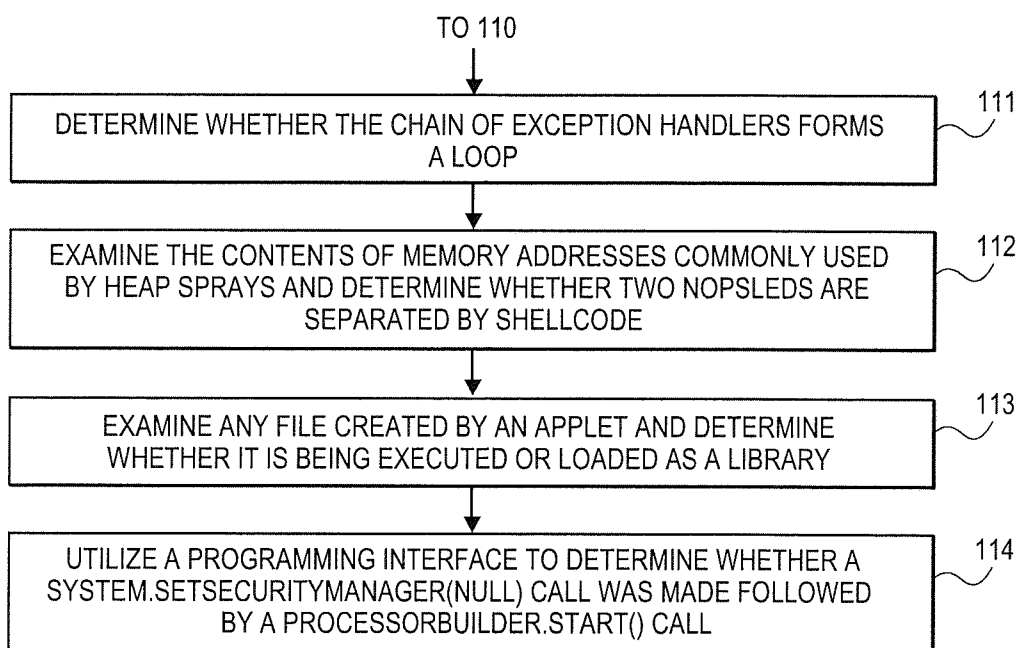 TO 110
DETERMINE WHETHER THE CHAIN OF EXCEPTION HANDLERS FORMS
A LOOP
111
EXAMINE THE CONTENTS OF MEMORY ADDRESSES COMMONLY USED
BY HEAP SPRAYS AND DETERMINE WHETHER TWO NOPSLEDS ARE
SEPARATED BY SHELLCODE
112
EXAMINE ANY FILE CREATED BY AN APPLET AND DETERMINE
WHETHER IT IS BEING EXECUTED OR LOADED AS A LIBRARY
113
UTILIZE A PROGRAMMING INTERFACE TO DETERMINE WHETHER A
SYSTEM.SETSECURITYMANAGER(NULL) CALL WAS MADE FOLLOWED
BY A PROCESSORBUILDER.START() CALL
114